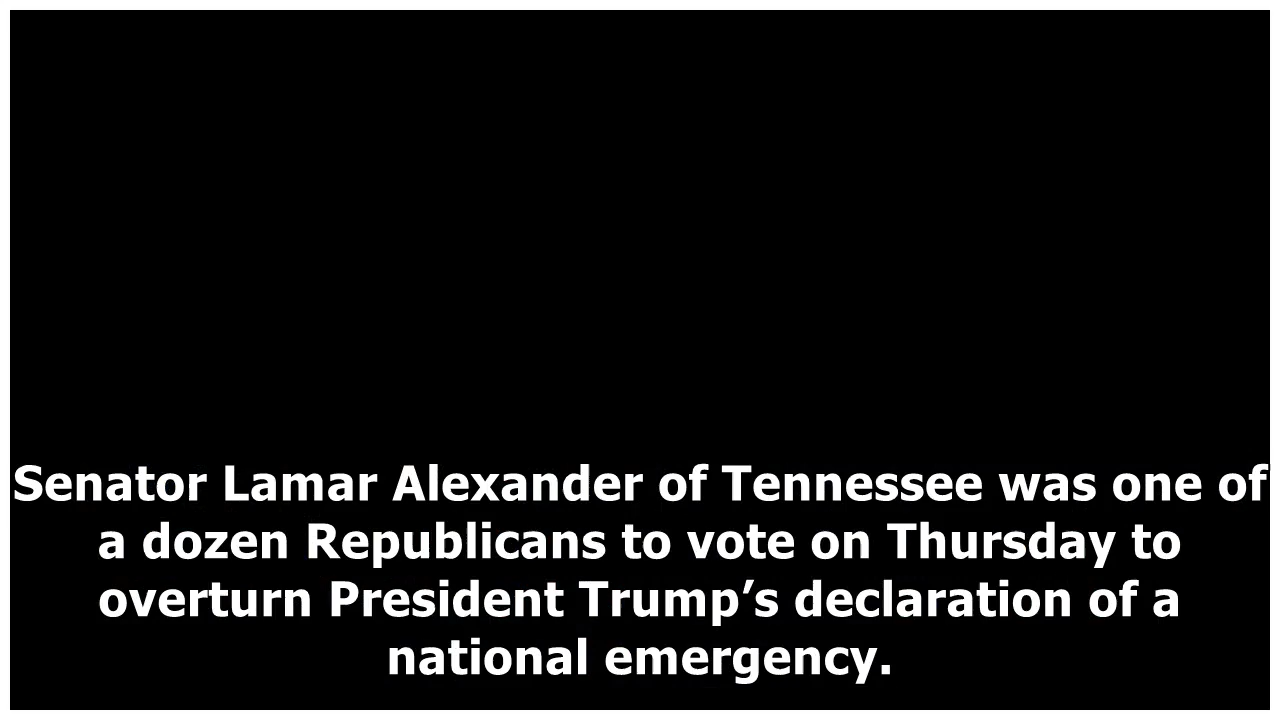 Senator Lamar Alexander of Tennessee was one of
a dozen Republicans to vote on Thursday to
overturn President Trump’s declaration of a
national emergency.